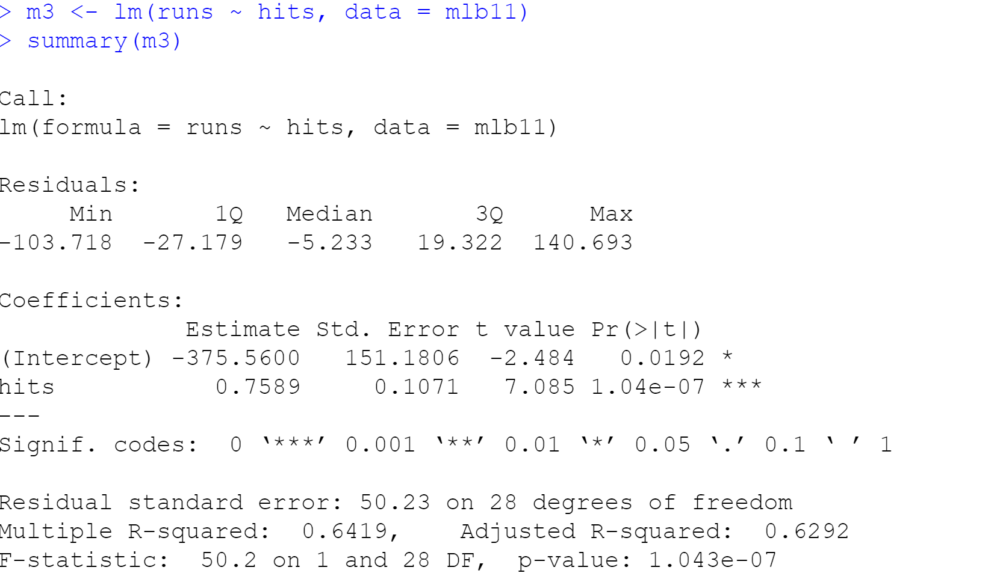 > m3 <- lm(runs ~ hits, data = mlb11)
> summary(m3)
Call:
lm(formula = runs ~ hits, data = mlb11)
Residuals:
     Min       1Q   Median       3Q      Max
-103.718  -27.179   -5.233   19.322  140.693
Coefficients:
             Estimate Std. Error t value Pr(>|t|)
(Intercept) -375.5600   151.1806  -2.484   0.0192 *
hits           0.7589     0.1071   7.085 1.04e-07 ***
---
Signif. codes:  0 ‘***’ 0.001 ‘**’ 0.01 ‘*’ 0.05 ‘.’ 0.1 ‘ ’ 1
Residual standard error: 50.23 on 28 degrees of freedom
Multiple R-squared:  0.6419,    Adjusted R-squared:  0.6292
F-statistic:  50.2 on 1 and 28 DF,  p-value: 1.043e-07